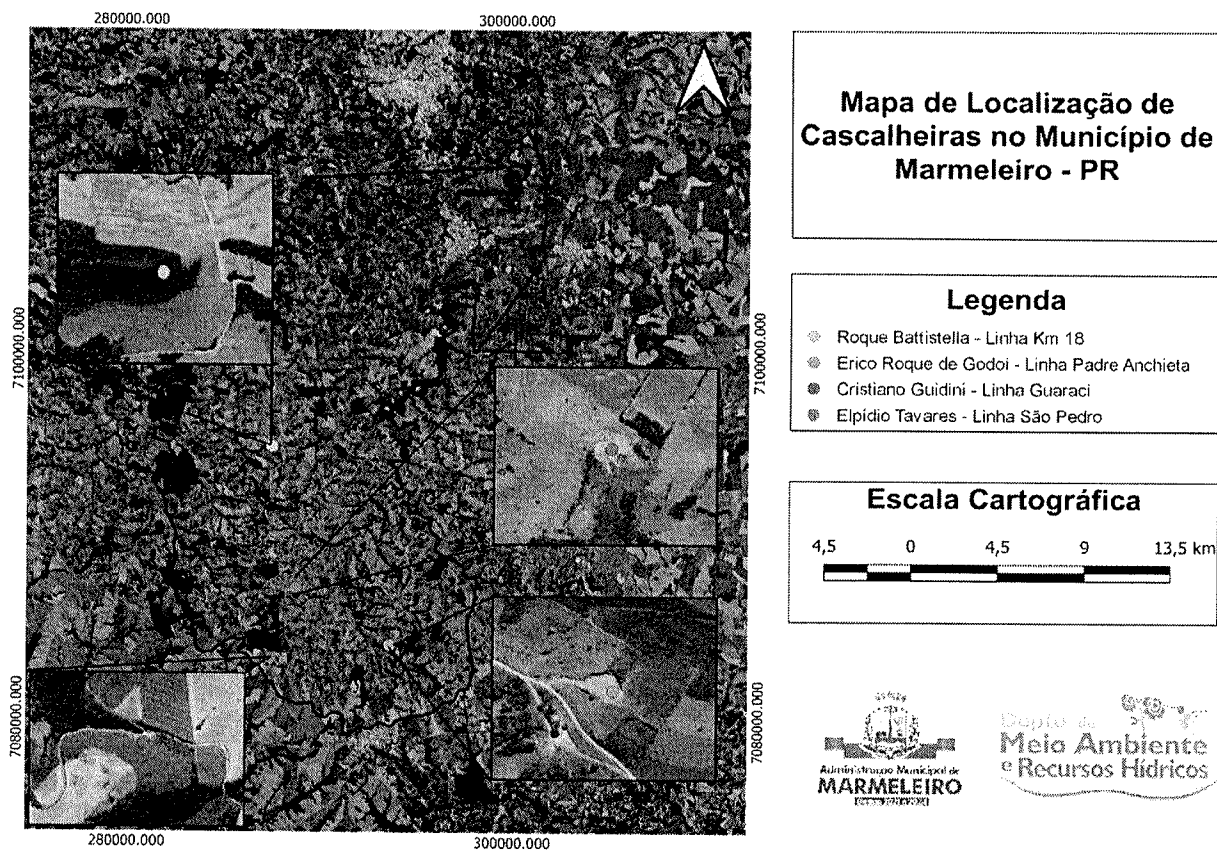 280000.000
300000.000
7100000.000
7080000.000
7100000.000
7080000.000
280000.000
300000.000
Mapa de Localização de
Cascalheiras no Município de
Marmeleiro - PR
Legenda
Roque Battistella - Linha Km 18
Erico Roque de Godoi - Linha Padre Anchieta
Cristiano Guidini - Linha Guaraci
Elpídio Tavares - Linha São Pedro
Escala Cartográfica
4,5 0 4,5 9 13,5 km
Administração Municipal de
MARMELEIRO
Depto de
Meio Ambiente
e Recursos Hídricos